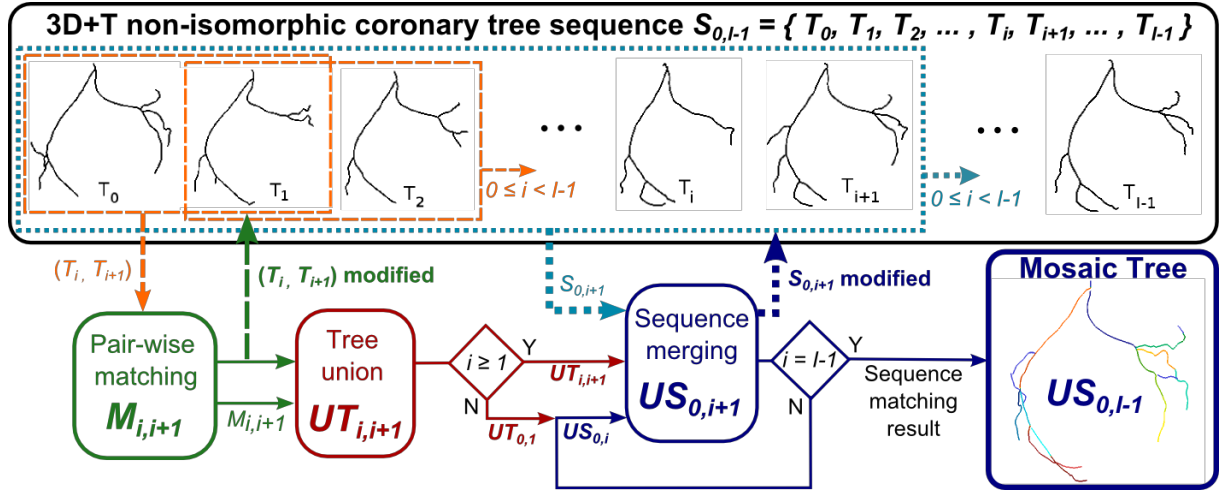 3D+T non-isomorphic coronary tree sequence S0,l-1 = { T0, T1, T2, ... , Ti, Ti+1, ... , Tl-1 }
T0
T1
T2
...
0 ≤ i < l-1
Ti
Ti+1
...
0 ≤ i < l-1
Tl-1
(Ti , Ti+1)
(Ti , Ti+1) modified
S0,i+1
S0,i+1 modified
Pair-wise
matching
Mi,i+1
Mi,i+1
Tree
union
UTi,i+1
i ≥ 1
Y
N
UTi,i+1
UT0,1
US0,i
Sequence
merging
US0,i+1
i = l-1
Y
N
Sequence
matching
result
Mosaic Tree
US0,l-1